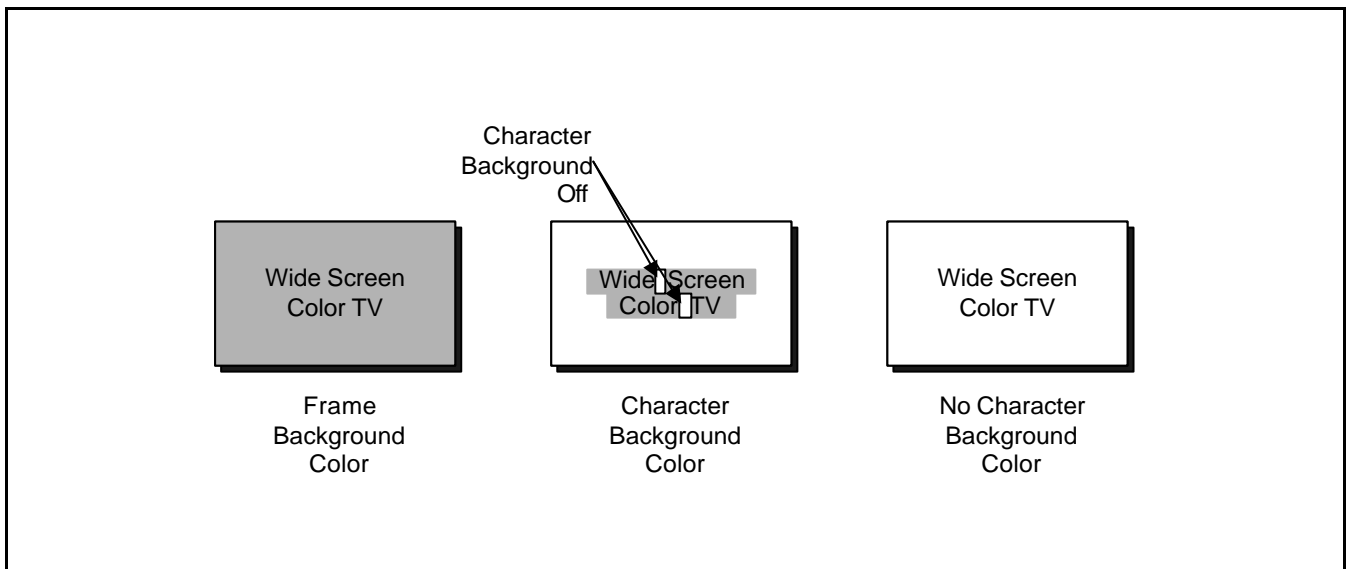 Character
Background
Off
Wide Screen
Color TV
Wide Screen
Color TV
Wide Screen
Color TV
Frame
Background
Color
Character
Background
Color
No Character
Background
Color